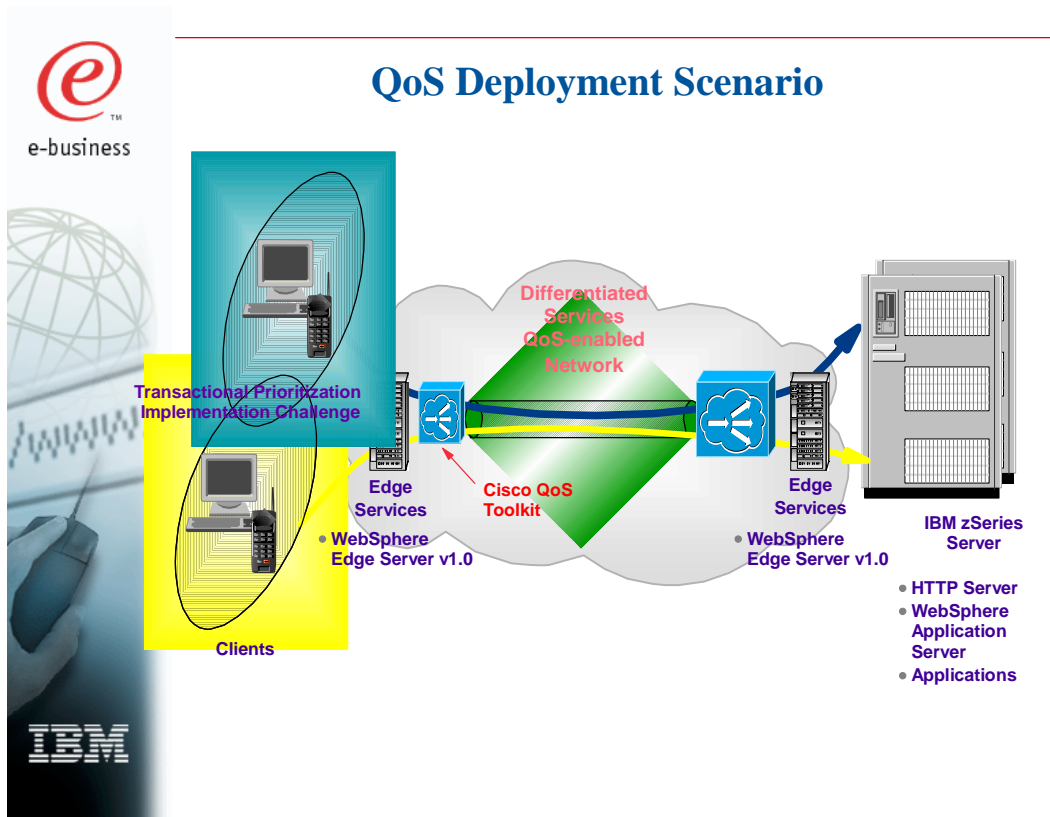 QoS Deployment Scenario
e
TM
e-business
Differentiated
Services
QoS-enabled
Network
Transactional Prioritization
Implementation Challenge
Edge
Services
WebSphere
Edge Server v1.0
Cisco QoS
Toolkit
Edge
Services
WebSphere
Edge Server v1.0
IBM zSeries
Server
HTTP Server
WebSphere
Application
Server
Applications
Clients
IBM